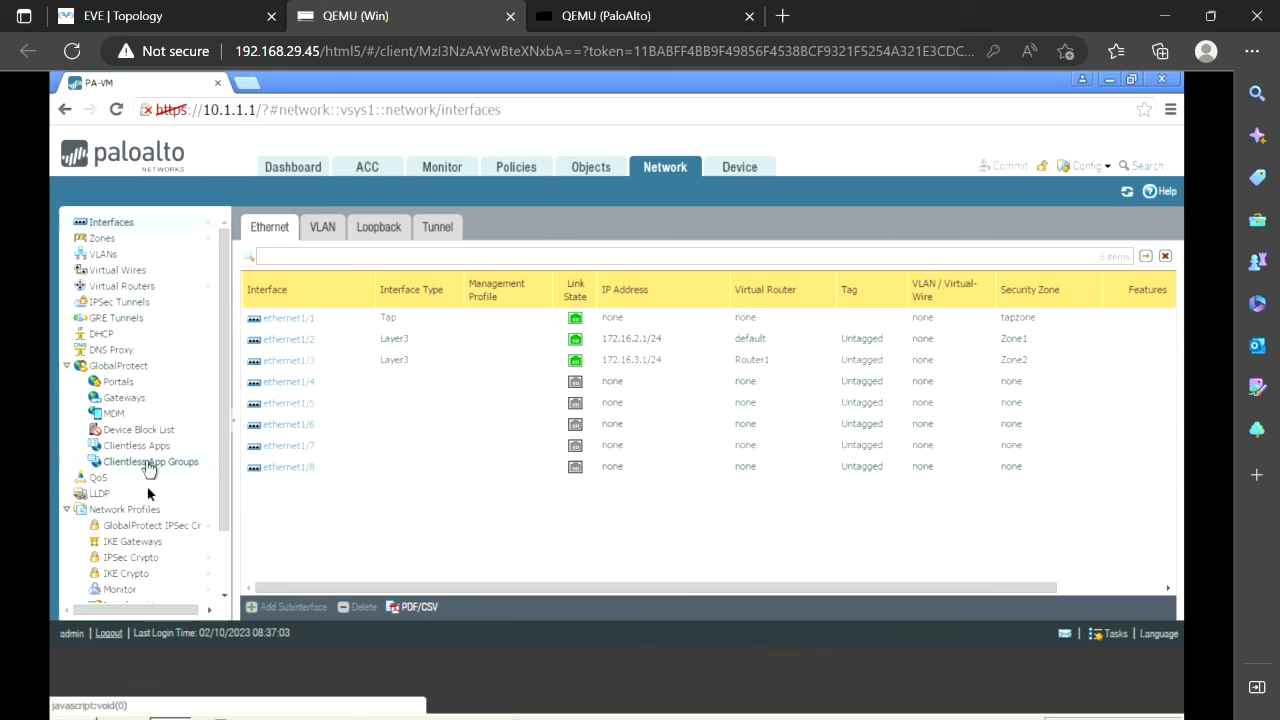 EVE | Topology
QEMU (Win)
QEMU (PaloAlto)
Not secure
192.168.29.45/html5/#/client/MzI3NzAAYwBteXNxbA==?token=11BABFF4BB9F49856F4538BCF9321F5254A321E3CDC...
PA-VM
https://10.1.1.1/?#network::vsys1::network/interfaces
paloalto
NETWORKS
Dashboard ACC Monitor Policies Objects Network Device
Commit Config Search
Help
Interfaces
Zones
VLANs
Virtual Wires
Virtual Routers
IPSec Tunnels
GRE Tunnels
DHCP
DNS Proxy
GlobalProtect
Portals
Gateways
MDM
Device Block List
Clientless Apps
Clientless App Groups
QoS
LLDP
Network Profiles
GlobalProtect IPSec Cr
IKE Gateways
IPSec Crypto
IKE Crypto
Monitor
Ethernet VLAN Loopback Tunnel
8 items
Interface Interface Type Management Profile Link State IP Address Virtual Router Tag VLAN / Virtual-Wire Security Zone Features
ethernet1/1 Tap none none none tapzone
ethernet1/2 Layer3 172.16.2.1/24 default Untagged none Zone1
ethernet1/3 Layer3 172.16.3.1/24 Router1 Untagged none Zone2
ethernet1/4 none none Untagged none none
ethernet1/5 none none Untagged none none
ethernet1/6 none none Untagged none none
ethernet1/7 none none Untagged none none
ethernet1/8 none none Untagged none none
Add Subinterface Delete PDF/CSV
admin | Logout | Last Login Time: 02/10/2023 08:37:03
Tasks | Language
javascript:void(0)